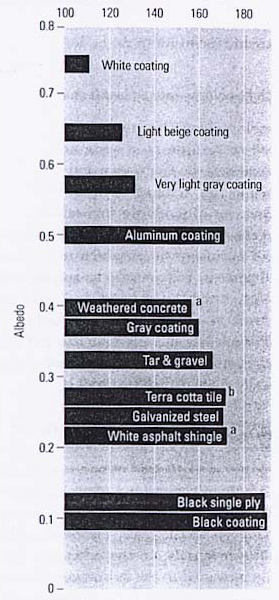 100 120 140 160 180
0.8
White coating
0.7
Light beige coating
0.6
Very light gray coating
0.5
Aluminum coating
0.4
Weathered concrete a
Gray coating
Tar & gravel
0.3
Terra cotta tile b
Galvanized steel
White asphalt shingle a
0.2
Black single ply
0.1
Black coating
0
Albedo